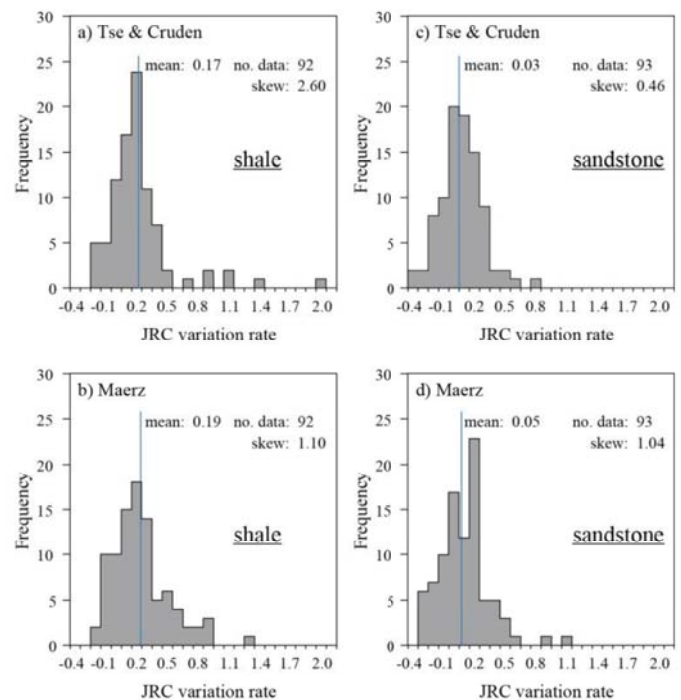 a) Tse & Cruden
mean: 0.17 no. data: 92
skew: 2.60
shale
Frequency
30
25
20
15
10
5
0
-0.4 -0.1 0.2 0.5 0.8 1.1 1.4 1.7 2.0
JRC variation rate
c) Tse & Cruden
mean: 0.03 no. data: 93
skew: 0.46
sandstone
Frequency
30
25
20
15
10
5
0
-0.4 -0.1 0.2 0.5 0.8 1.1 1.4 1.7 2.0
JRC variation rate
b) Maerz
mean: 0.19 no. data: 92
skew: 1.10
shale
Frequency
30
25
20
15
10
5
0
-0.4 -0.1 0.2 0.5 0.8 1.1 1.4 1.7 2.0
JRC variation rate
d) Maerz
mean: 0.05 no. data: 93
skew: 1.04
sandstone
Frequency
30
25
20
15
10
5
0
-0.4 -0.1 0.2 0.5 0.8 1.1 1.4 1.7 2.0
JRC variation rate